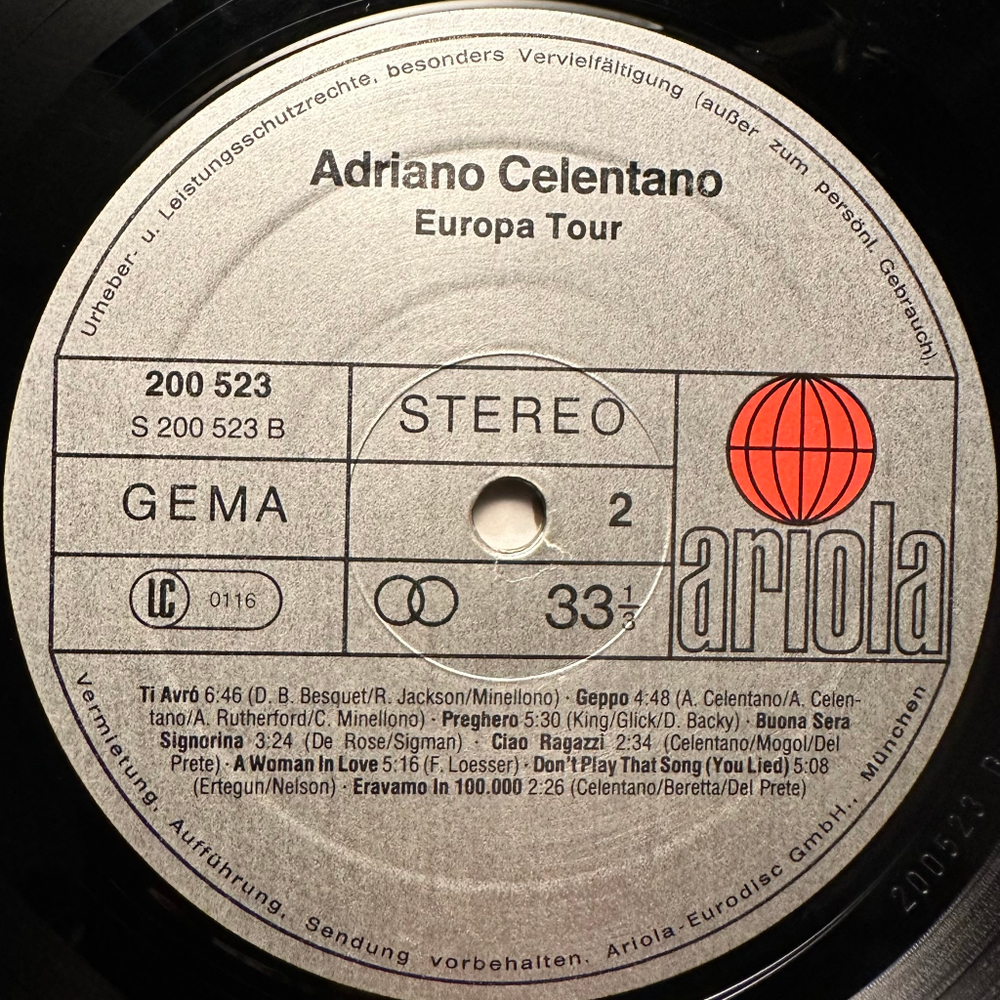 Urheber- u. Leistungsschutzrechte, besonders Vervielfältigung (außer zum persönl. Gebrauch),
Adriano Celentano
Europa Tour
200 523
S 200 523 B
STEREO
GEMA
2
LC 0116
33 1/3
ariola
Ti Avró 6:46 (D. B. Besquet/R. Jackson/Minellono) · Geppo 4:48 (A. Celentano/A. Celen-
tano/A. Rutherford/C. Minellono) · Preghero 5:30 (King/Glick/D. Backy) · Buona Sera
Signorina 3:24 (De Rose/Sigman) · Ciao Ragazzi 2:34 (Celentano/Mogol/Del
Prete) · A Woman In Love 5:16 (F. Loesser) · Don't Play That Song (You Lied) 5:08
(Ertegun/Nelson) · Eravamo In 100.000 2:26 (Celentano/Beretta/Del Prete)
Vermietung, Aufführung, Sendung vorbehalten. Ariola-Eurodisc GmbH., München
200523 B